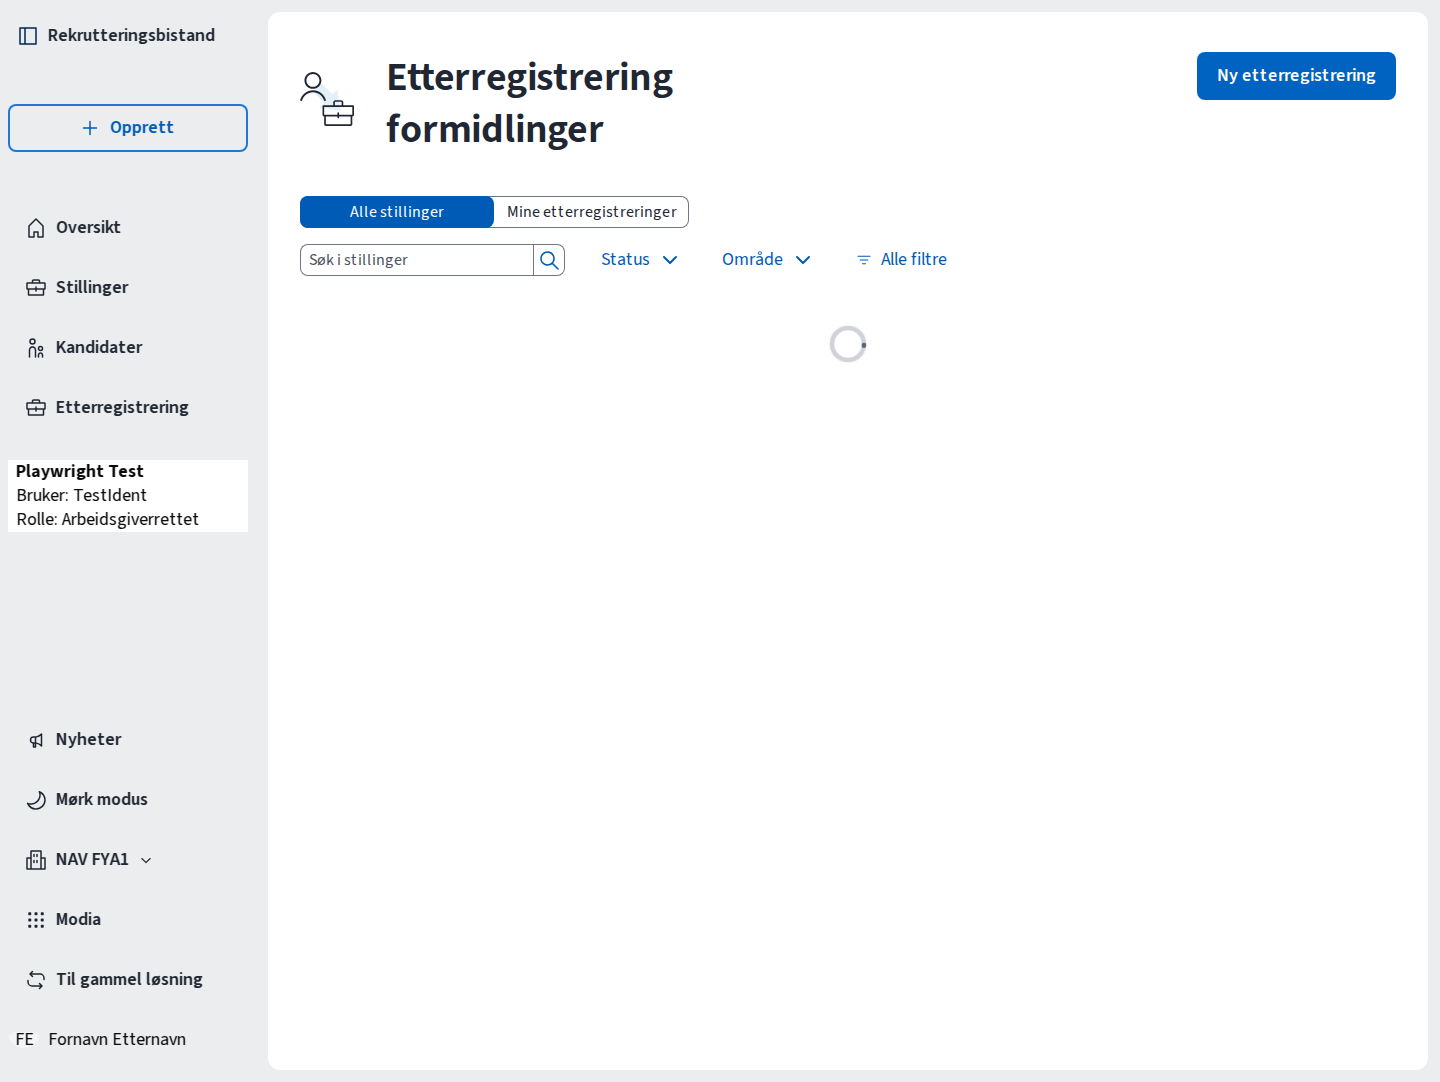 Rekrutteringsbistand
Opprett
Oversikt
Stillinger
Kandidater
Etterregistrering
Playwright Test
Bruker: TestIdent
Rolle: Arbeidsgiverrettet
Nyheter
Mørk modus
NAV FYA1
Modia
Til gammel løsning
FE Fornavn Etternavn
Etterregistrering
formidlinger
Ny etterregistrering
Alle stillinger Mine etterregistreringer
Søk i stillinger Status Område Alle filtre